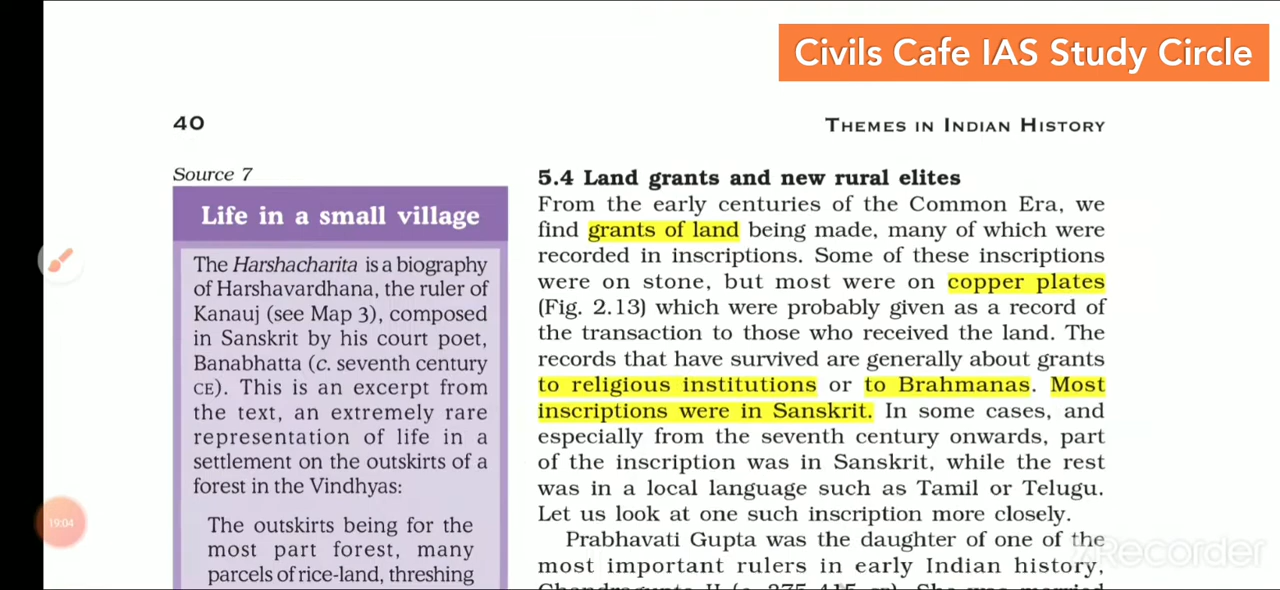 Civils Cafe IAS Study Circle
40
THEMES IN INDIAN HISTORY
Source 7
Life in a small village
The Harshacharita is a biography
of Harshavardhana, the ruler of
Kanauj (see Map 3), composed
in Sanskrit by his court poet,
Banabhatta (c. seventh century
CE). This is an excerpt from
the text, an extremely rare
representation of life in a
settlement on the outskirts of a
forest in the Vindhyas:
The outskirts being for the
most part forest, many
parcels of rice-land, threshing
5.4 Land grants and new rural elites
From the early centuries of the Common Era, we
find grants of land being made, many of which were
recorded in inscriptions. Some of these inscriptions
were on stone, but most were on copper plates
(Fig. 2.13) which were probably given as a record of
the transaction to those who received the land. The
records that have survived are generally about grants
to religious institutions or to Brahmanas. Most
inscriptions were in Sanskrit. In some cases, and
especially from the seventh century onwards, part
of the inscription was in Sanskrit, while the rest
was in a local language such as Tamil or Telugu.
Let us look at one such inscription more closely.
Prabhavati Gupta was the daughter of one of the
most important rulers in early Indian history,
Chandragupta II (c. 375-415 CE). She was married
19:04
XRecorder